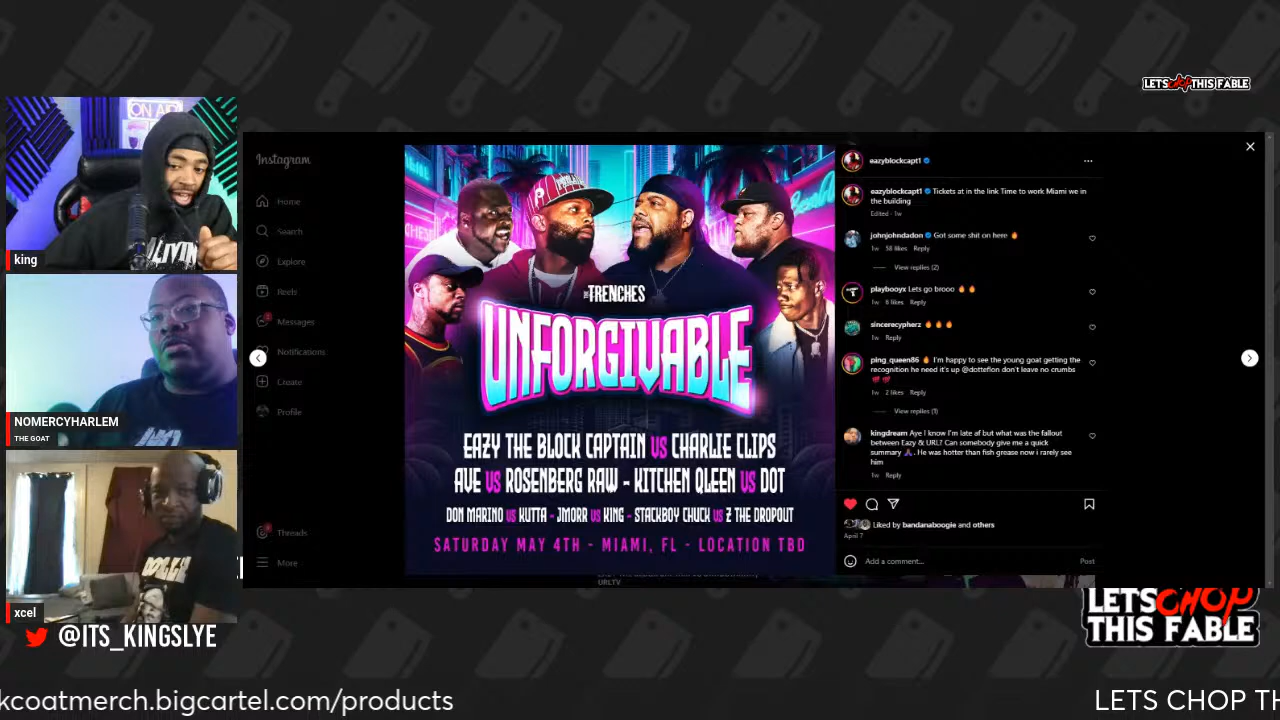 LETS CHOP THIS FABLE
ON AIR
king
NOMERCYHARLEM
THE GOAT
xcel
@ITS_KINGSLYE
Instagram
Home
Search
Explore
Reels
Messages
Notifications
Create
Profile
Threads
More
THE TRENCHES
UNFORGIVABLE
EAZY THE BLOCK CAPTAIN VS CHARLIE CLIPS
AVE VS ROSENBERG RAW - KITCHEN QLEEN VS DOT
DON MARINO VS KUTTA - JMORR VS KING - STACKBOY CHUCK VS Z THE DROPOUT
SATURDAY MAY 4TH - MIAMI, FL - LOCATION TBD
URLTV
eazyblockcapt1
eazyblockcapt1 Tickets at in the link Time to work Miami we in
the building
Edited · 1w
johnjohndadon Got some shit on here 🔥
1w 58 likes Reply
View replies (2)
playbooyx Lets go brooo 🔥 🔥
1w 6 likes Reply
sincerecypherz 🔥 🔥 🔥
1w Reply
ping_queen86 🔥 I'm happy to see the young goat getting the
recognition he need it's up @dotteflon don't leave no crumbs
1w 2 likes Reply
View replies (1)
kingdream Aye I know I'm late af but what was the fallout
between Eazy & URL? Can somebody give me a quick
summary 🙏🏾. He was hotter than fish grease now i rarely see
him
1w Reply
Liked by bandanaboogie and others
April 7
Add a comment...
Post
LETS CHOP
THIS FABLE
kcoatmerch.bigcartel.com/products
LETS CHOP TH